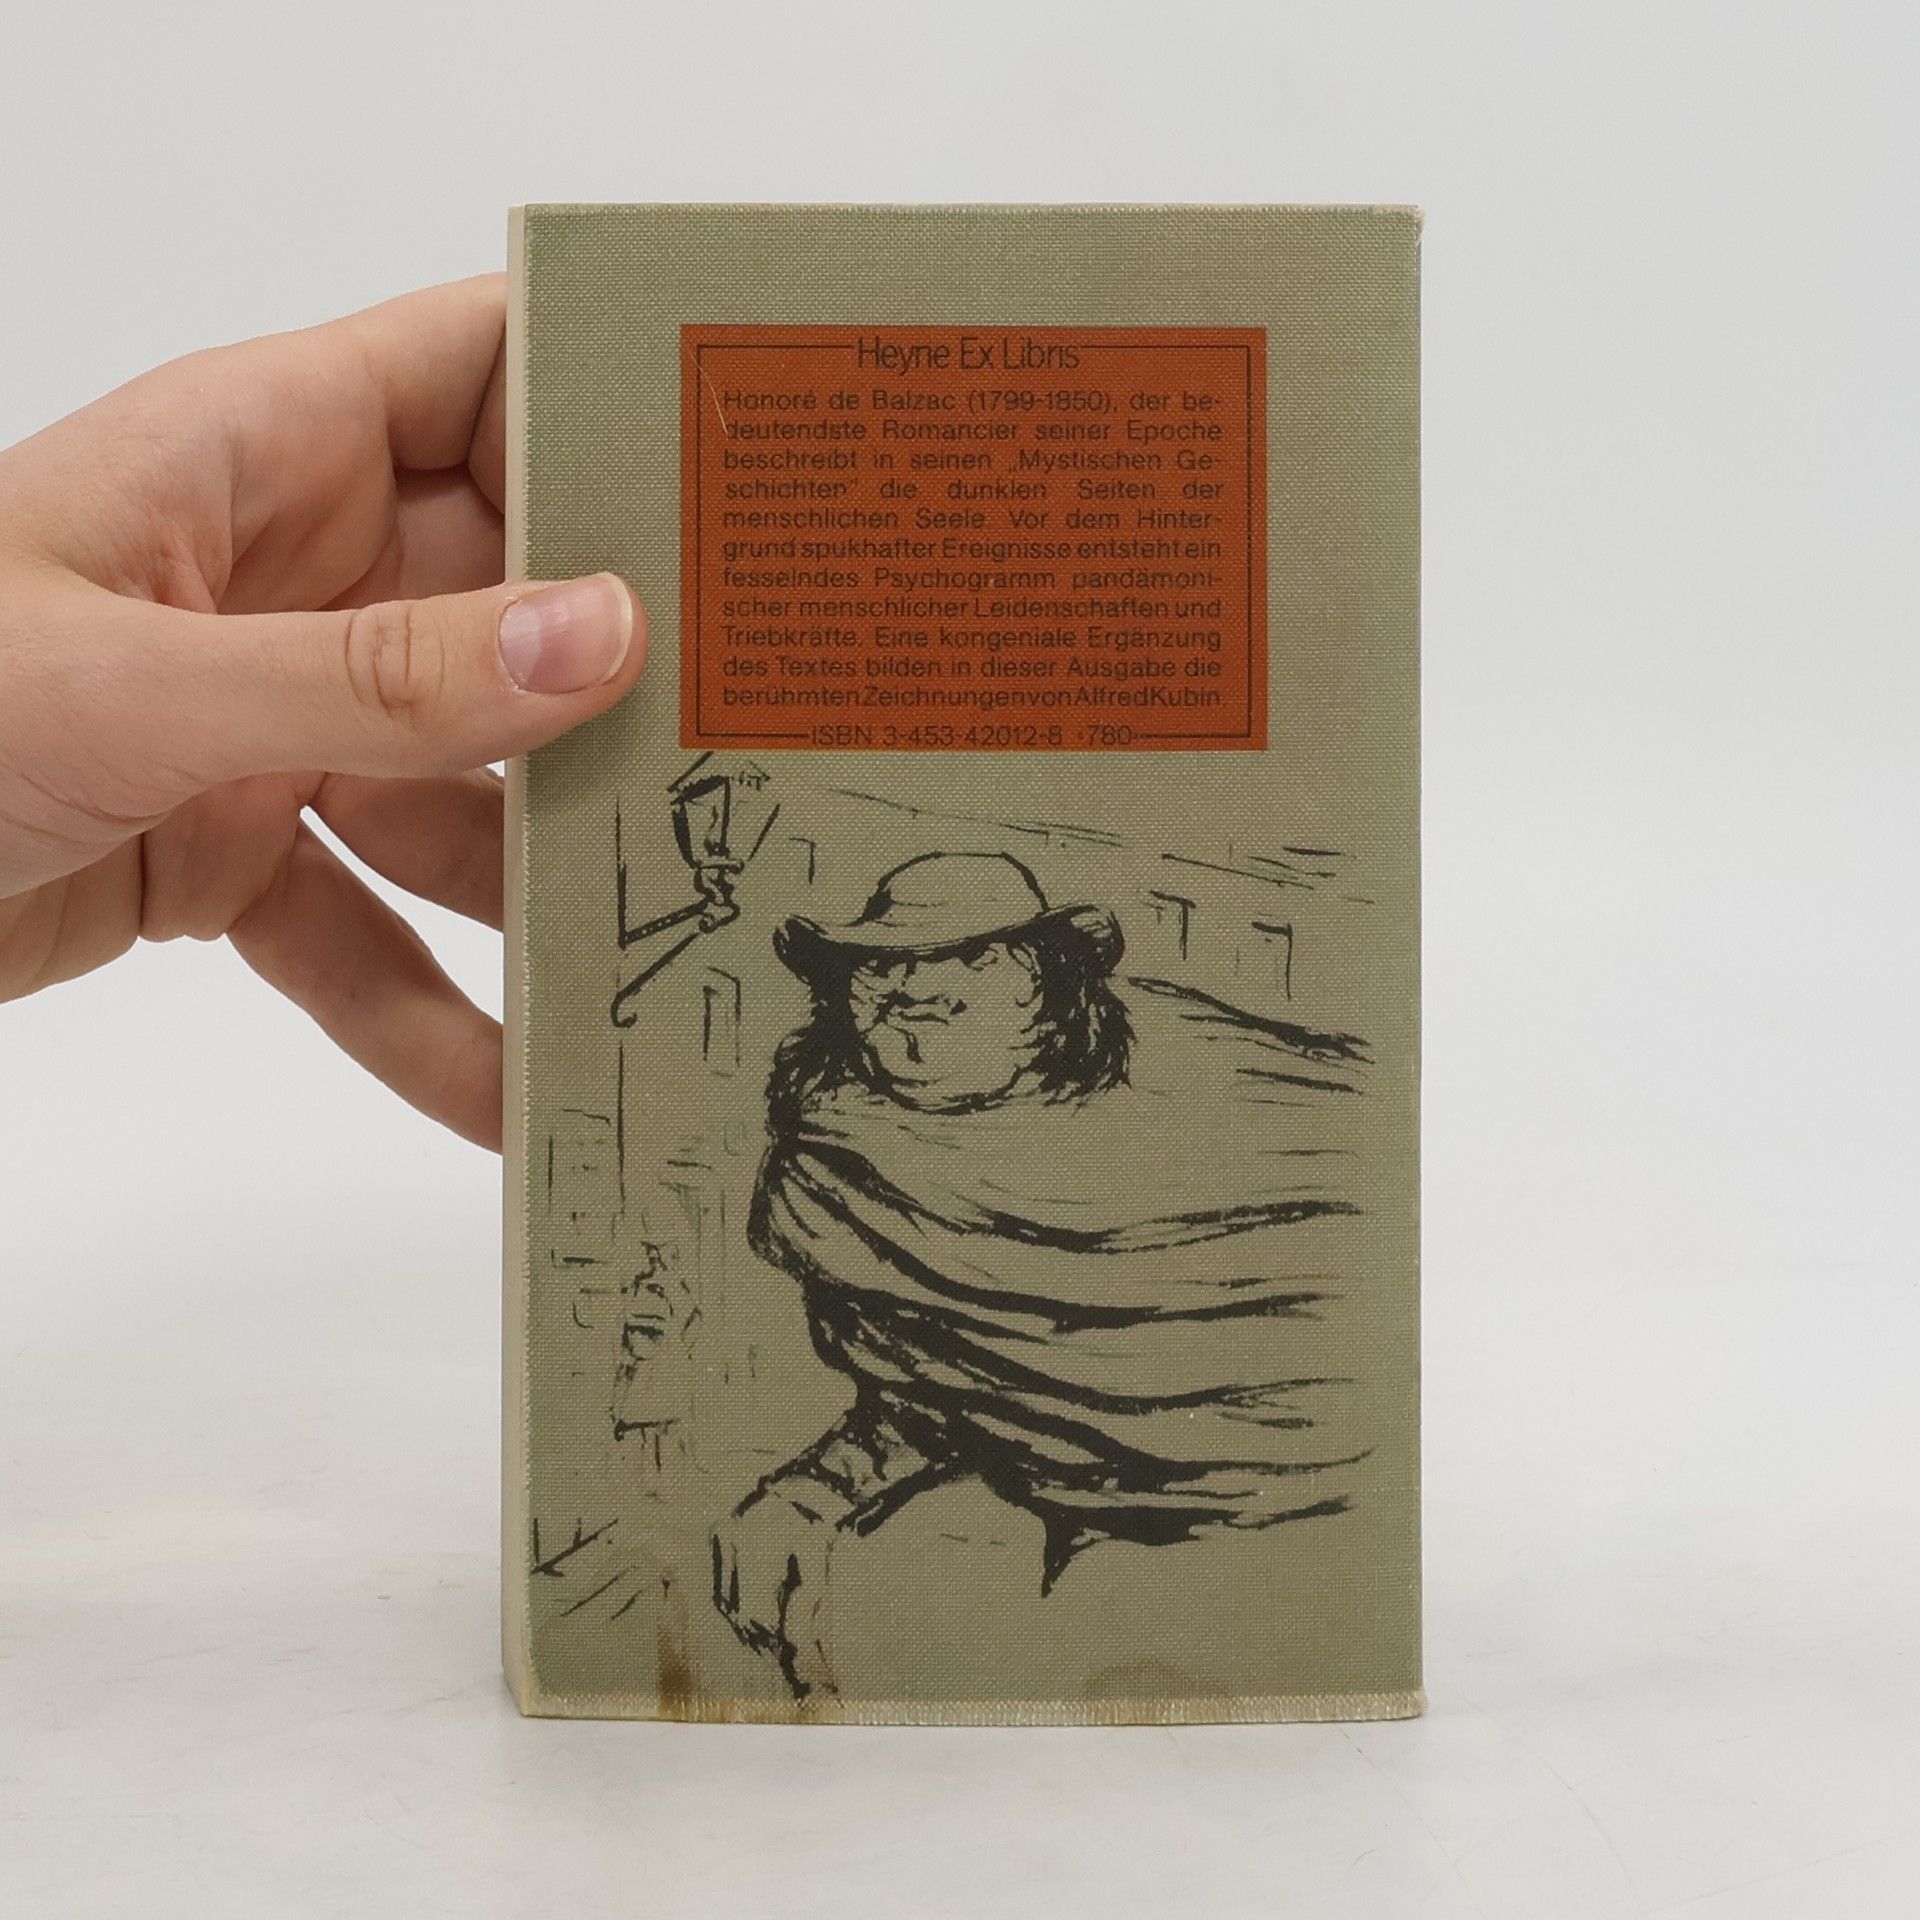 Heyne Ex Libris
Honoré de Balzac (1799-1850), der be-
deutendste Romancier seiner Epoche
beschreibt in seinen „Mystischen Ge-
schichten" die dunklen Seiten der
menschlichen Seele. Vor dem Hinter-
grund spukhafter Ereignisse entsteht ein
fesselndes Psychogramm pandämoni-
scher menschlicher Leidenschaften und
Triebkräfte. Eine kongeniale Ergänzung
des Textes bilden in dieser Ausgabe die
berühmten Zeichnungen von Alfred Kubin.
ISBN 3-453-42012-8 ‹780›